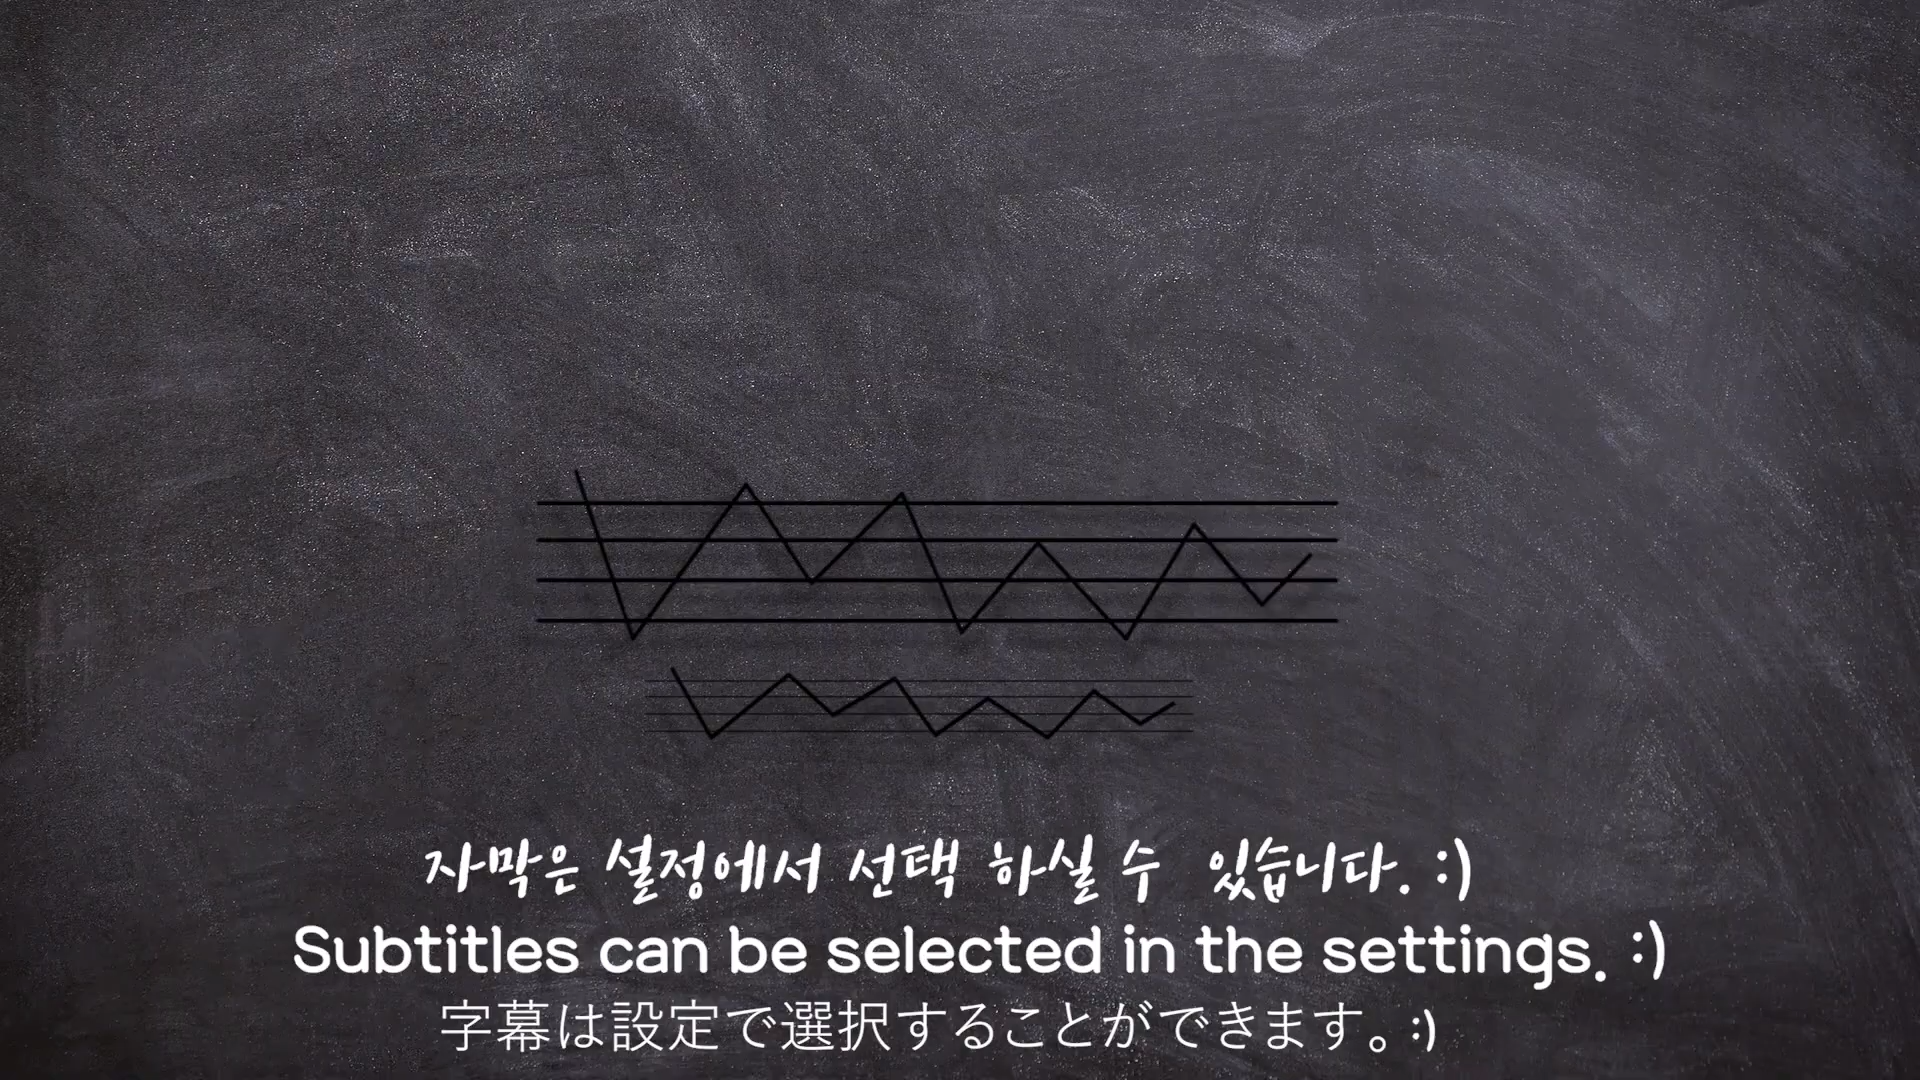 자막은 설정에서 선택 하실 수 있습니다. :)
Subtitles can be selected in the settings. :)
字幕は設定で選択することができます。:)